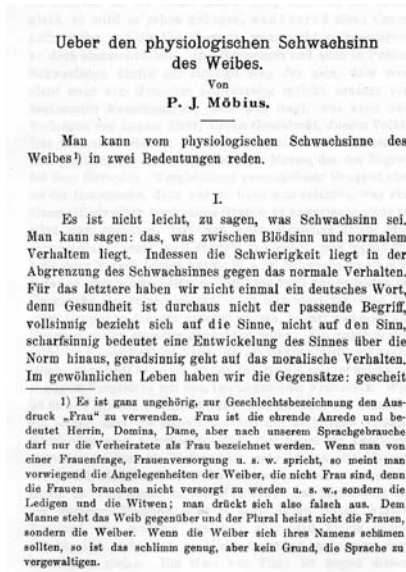 Ueber den physiologischen Schwachsinn
des Weibes.
Von
P. J. Möbius.
Man kann vom physiologischen Schwachsinne des
Weibes¹) in zwei Bedeutungen reden.
I.
Es ist nicht leicht, zu sagen, was Schwachsinn sei.
Man kann sagen: das, was zwischen Blödsinn und normalem
Verhaltem liegt. Indessen die Schwierigkeit liegt in der
Abgrenzung des Schwachsinnes gegen das normale Verhalten.
Für das letztere haben wir nicht einmal ein deutsches Wort,
denn Gesundheit ist durchaus nicht der passende Begriff,
vollsinnig bezieht sich auf die Sinne, nicht auf den Sinn,
scharfsinnig bedeutet eine Entwickelung des Sinnes über die
Norm hinaus, geradsinnig geht auf das moralische Verhalten.
Im gewöhnlichen Leben haben wir die Gegensätze: gescheit
1) Es ist ganz ungehörig, zur Geschlechtsbezeichnung den Aus-
druck „Frau“ zu verwenden. Frau ist die ehrende Anrede und be-
deutet Herrin, Domina, Dame, aber nach unserem Sprachgebrauche
darf nur die Verheiratete als Frau bezeichnet werden. Wenn man von
einer Frauenfrage, Frauenversorgung u. s. w. spricht, so meint man
vorwiegend die Angelegenheiten der Weiber, die nicht Frau sind, denn
die Frauen brauchen nicht versorgt zu werden u. s. w., sondern die
Ledigen und die Witwen; man drückt sich also falsch aus. Dem
Manne steht das Weib gegenüber und der Plural heisst nicht die Frauen,
sondern die Weiber. Wenn die Weiber sich ihres Namens schämen
sollten, so ist das schlimm genug, aber kein Grund, die Sprache zu
vergewaltigen.